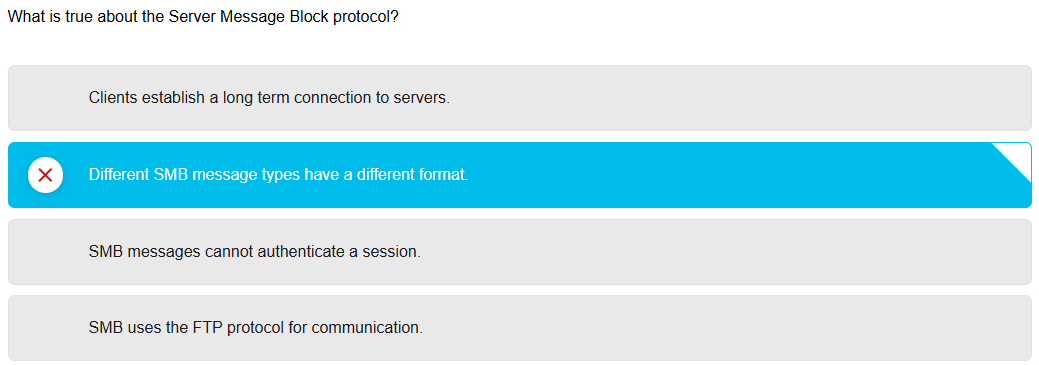 What is true about the Server Message Block protocol?
Clients establish a long term connection to servers.
Different SMB message types have a different format.
SMB messages cannot authenticate a session.
SMB uses the FTP protocol for communication.